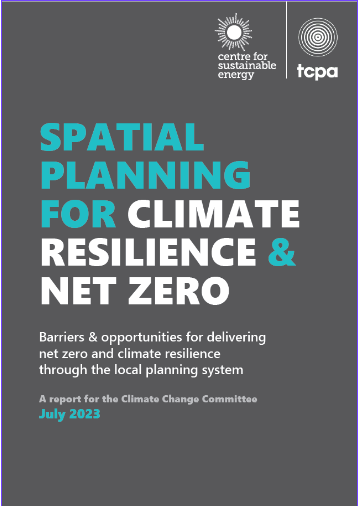 centre for
sustainable
energy
tcpa
SPATIAL
PLANNING
FOR CLIMATE
RESILIENCE &
NET ZERO
Barriers & opportunities for delivering
net zero and climate resilience
through the local planning system
A report for the Climate Change Committee
July 2023